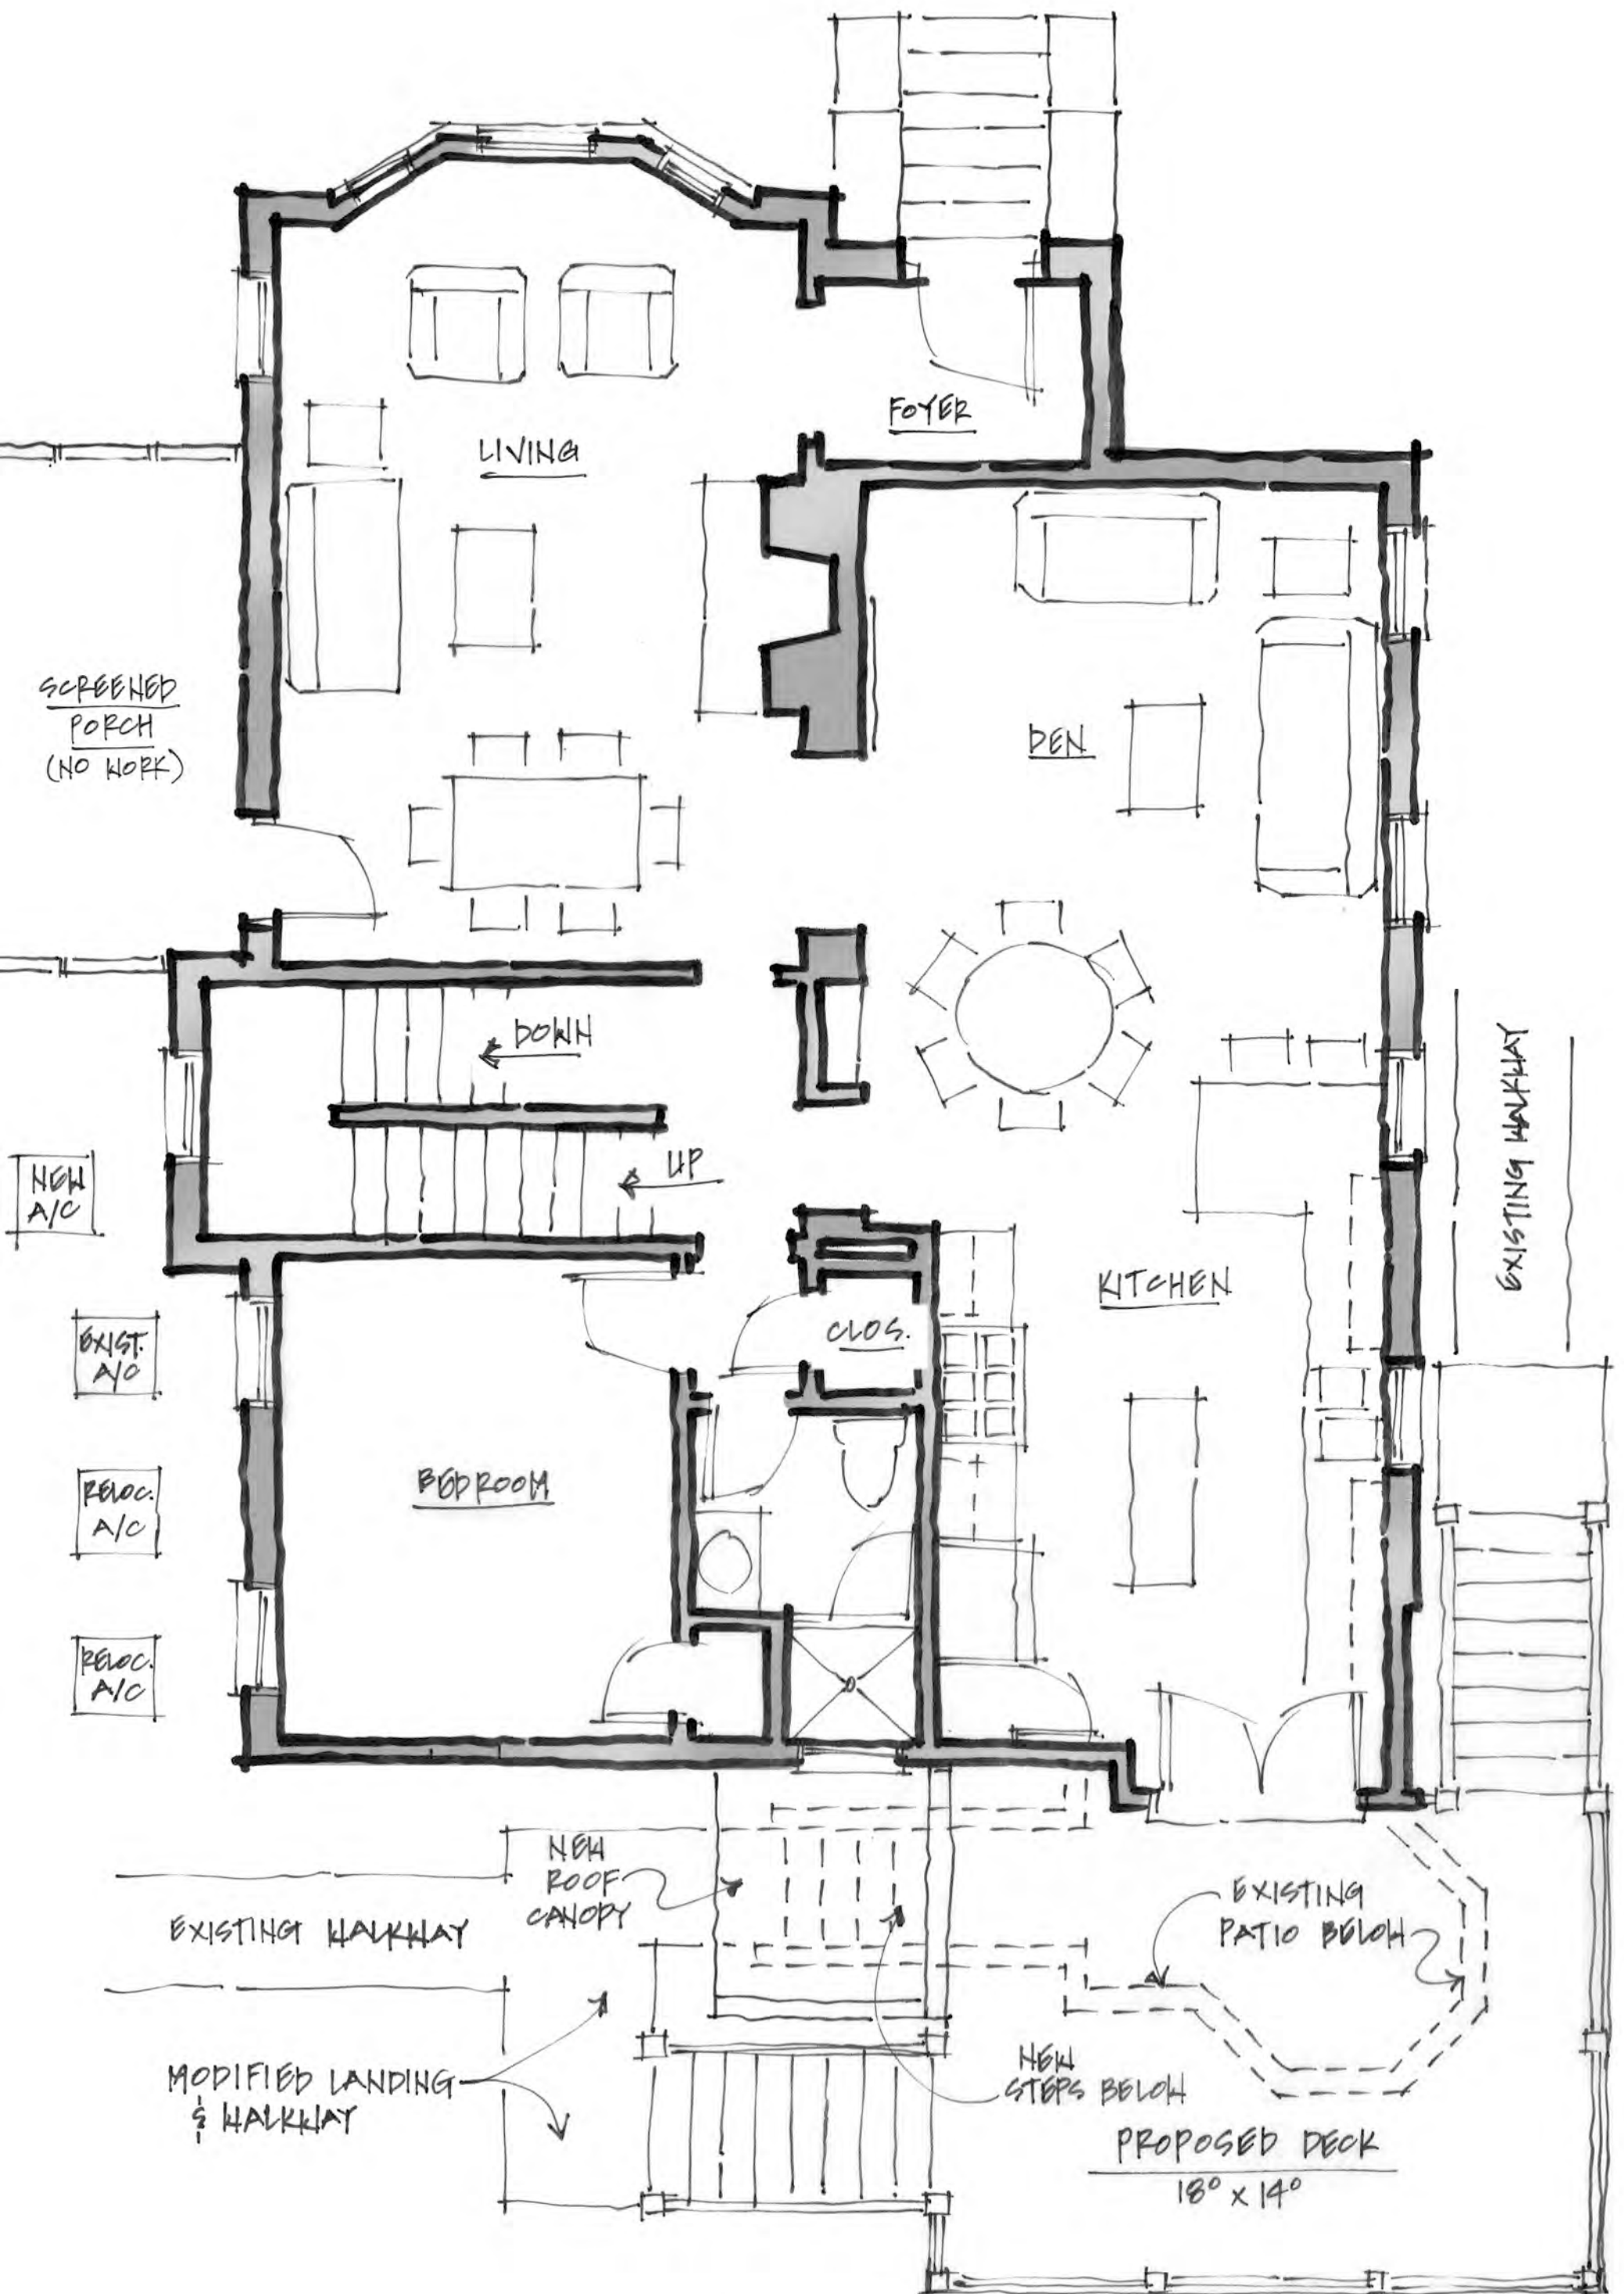 FOYER
LIVING
SCREENED
PORCH
(NO WORK)
DEN
DOWN
UP
EXISTING WALKWAY
NEW
A/C
KITCHEN
CLOS.
EXIST.
A/C
BEDROOM
RELOC.
A/C
RELOC.
A/C
NEW
ROOF
CANOPY
EXISTING WALKWAY
EXISTING
PATIO BELOW
MODIFIED LANDING
& WALKWAY
NEW
STEPS BELOW
PROPOSED DECK
18⁰ x 14⁰